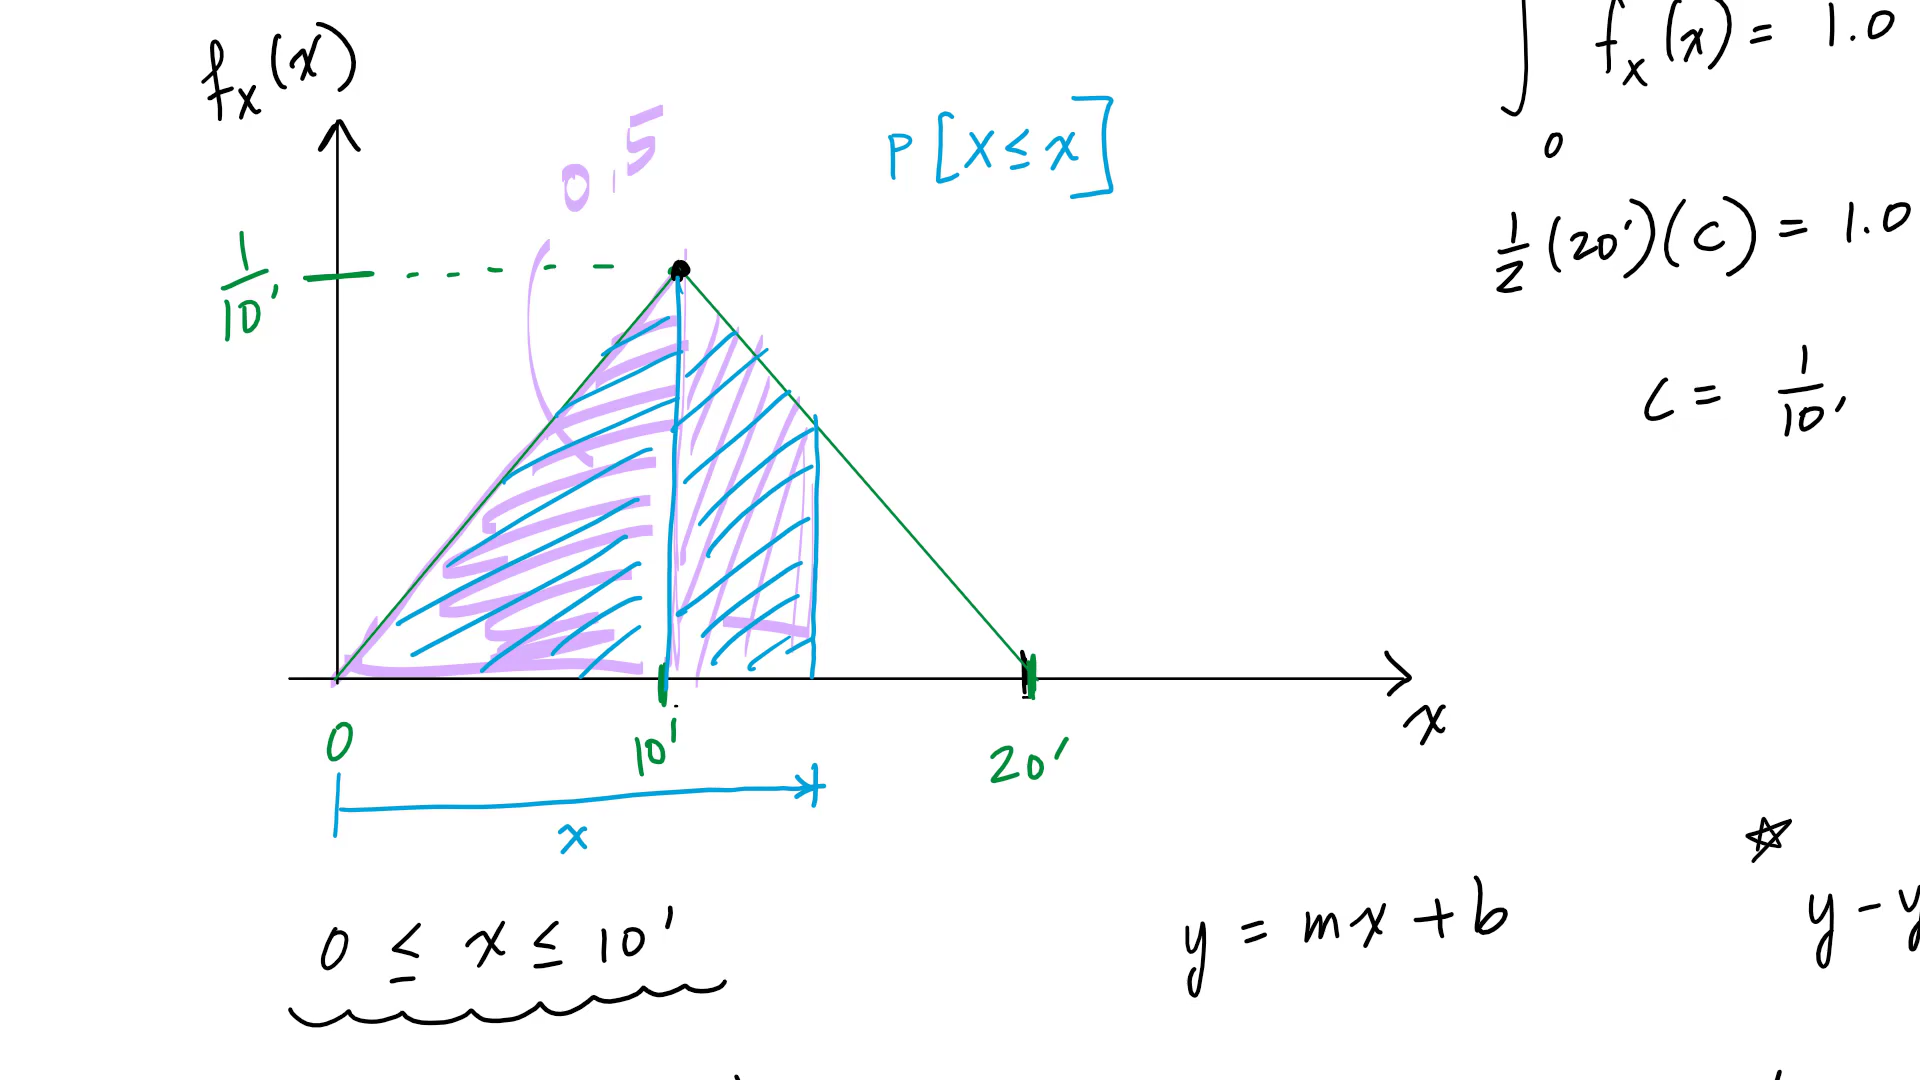 f_X(x)
0.5
P[X ≤ x]
1/10'
0
10'
20'
x
x
∫_0 f_X(x) = 1.0
1/2 (20')(C) = 1.0
C = 1/10'
0 ≤ x ≤ 10'
y = mx + b
☆
y - y